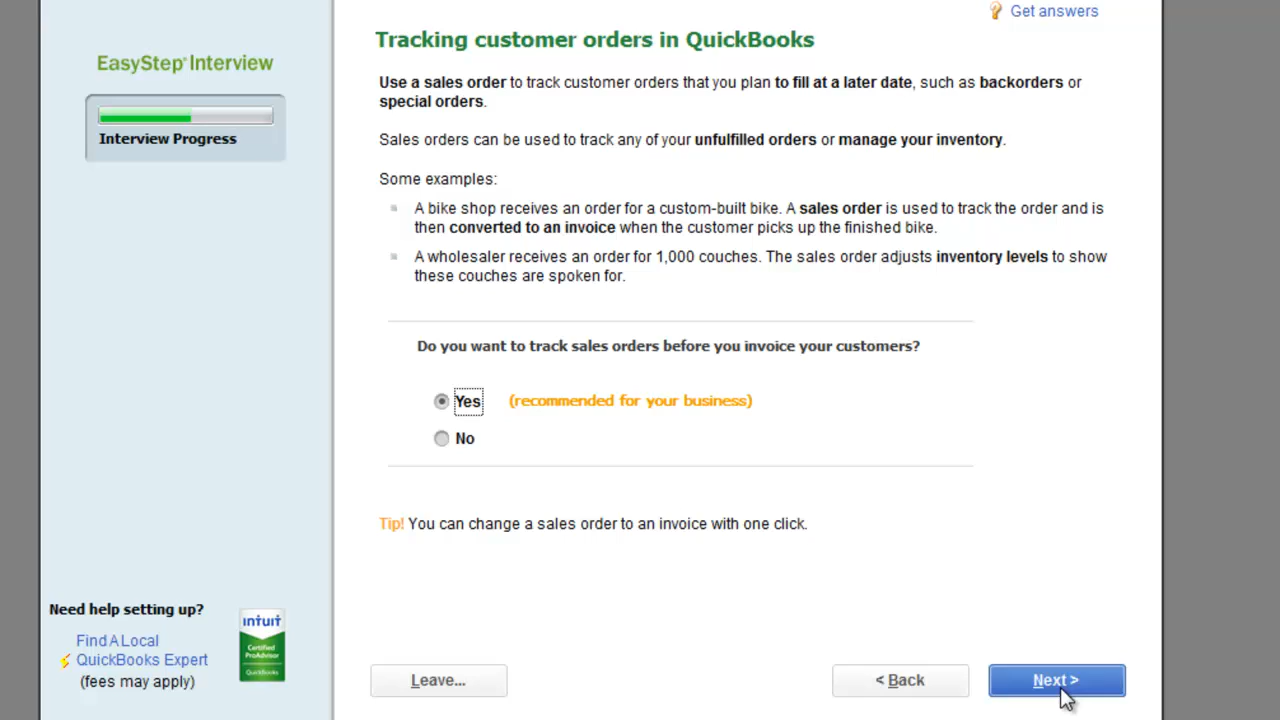 Get answers
Tracking customer orders in QuickBooks
EasyStep® Interview
Use a sales order to track customer orders that you plan to fill at a later date, such as backorders or
special orders.
Interview Progress
Sales orders can be used to track any of your unfulfilled orders or manage your inventory.
Some examples:
A bike shop receives an order for a custom-built bike. A sales order is used to track the order and is
then converted to an invoice when the customer picks up the finished bike.
A wholesaler receives an order for 1,000 couches. The sales order adjusts inventory levels to show
these couches are spoken for.
Do you want to track sales orders before you invoice your customers?
Yes (recommended for your business)
No
Tip! You can change a sales order to an invoice with one click.
Need help setting up?
Find A Local
QuickBooks Expert
(fees may apply)
intuit
Certified
ProAdvisor
QuickBooks
Leave...
< Back
Next >